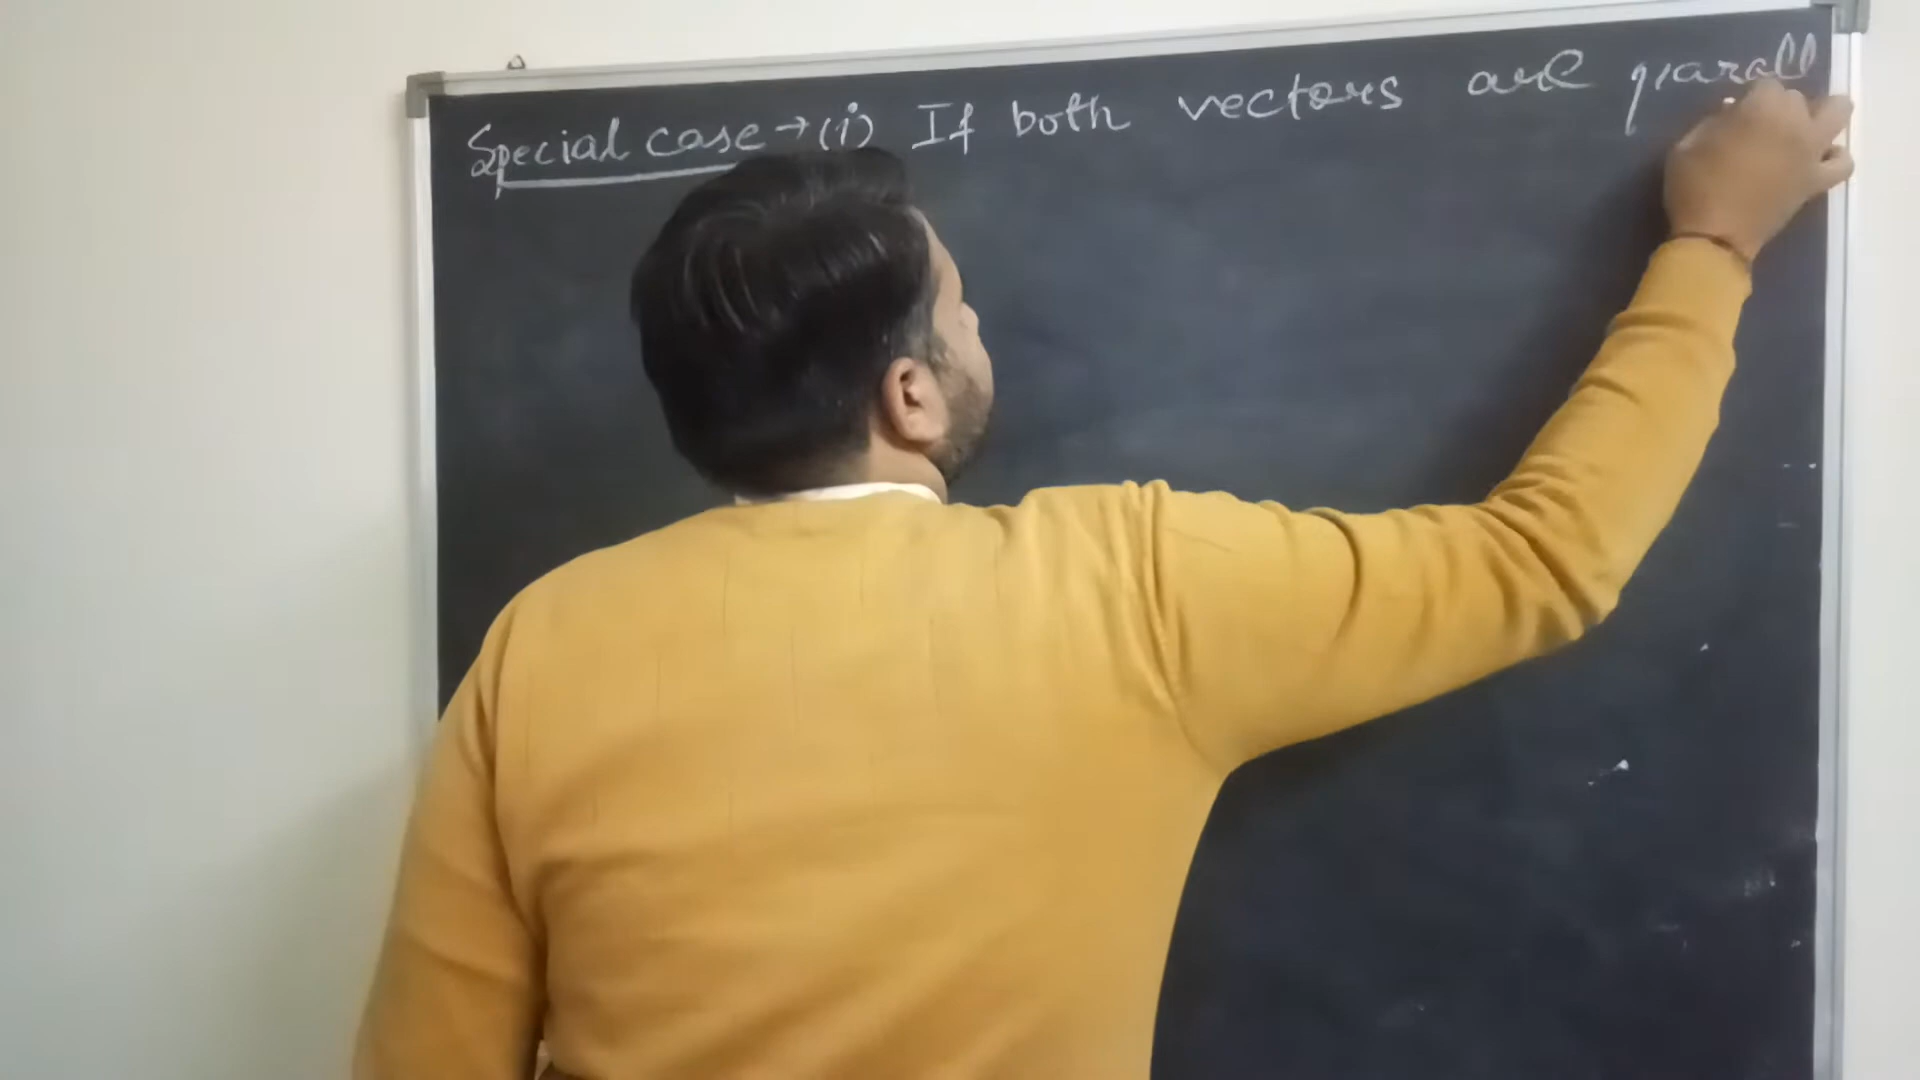 Special case → (i) If both vectors are parall